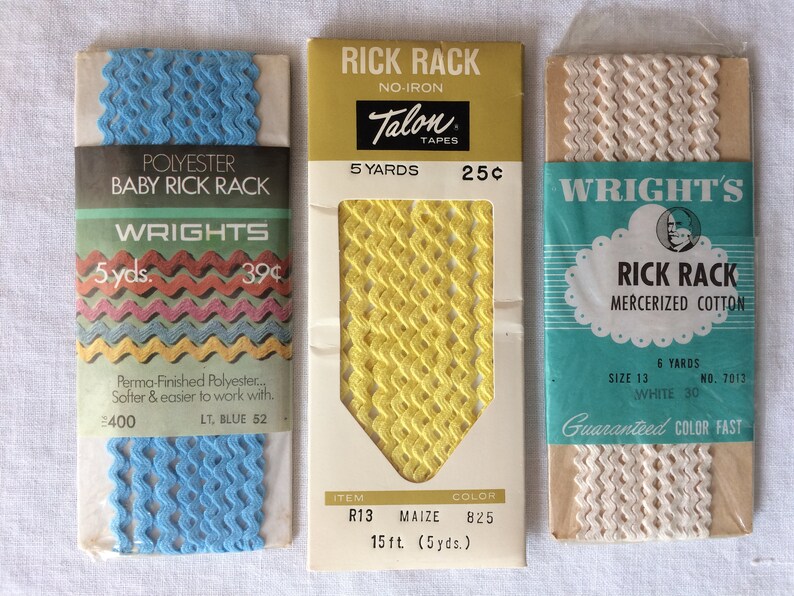 POLYESTER
BABY RICK RACK
WRIGHTS
5 yds. 39¢
Perma-Finished Polyester...
Softer & easier to work with.
400 LT. BLUE 52
RICK RACK
NO-IRON
Talon®
TAPES
5 YARDS 25¢
ITEM COLOR
R13 MAIZE 825
15 ft. (5 yds.)
WRIGHT'S
RICK RACK
MERCERIZED COTTON
6 YARDS
SIZE 13 NO. 7013
WHITE 30
Guaranteed COLOR FAST